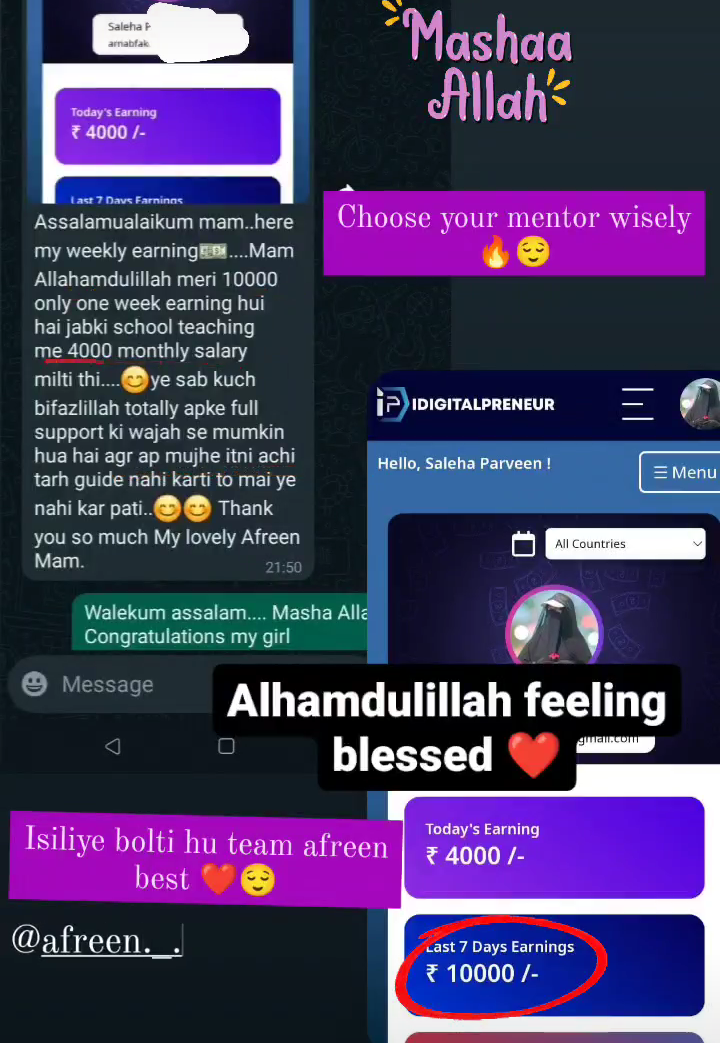 Saleha P
arnabfak
Today's Earning
₹ 4000 /-
Last 7 Days Earnings
Assalamualaikum mam..here
my weekly earning💵....Mam
Allahamdulillah meri 10000
only one week earning hui
hai jabki school teaching
me 4000 monthly salary
milti thi....😊ye sab kuch
bifazlillah totally apke full
support ki wajah se mumkin
hua hai agr ap mujhe itni achi
tarh guide nahi karti to mai ye
nahi kar pati..😊😊 Thank
you so much My lovely Afreen
Mam.
21:50
Walekum assalam.... Masha Alla
Congratulations my girl
Message
Mashaa
Allah
Choose your mentor wisely
🔥😌
iP IDIGITALPRENEUR
Hello, Saleha Parveen !
☰ Menu
All Countries
Alhamdulillah feeling
blessed ❤️
gmail.com
Isiliye bolti hu team afreen
best ❤️😌
@afreen._.
Today's Earning
₹ 4000 /-
Last 7 Days Earnings
₹ 10000 /-